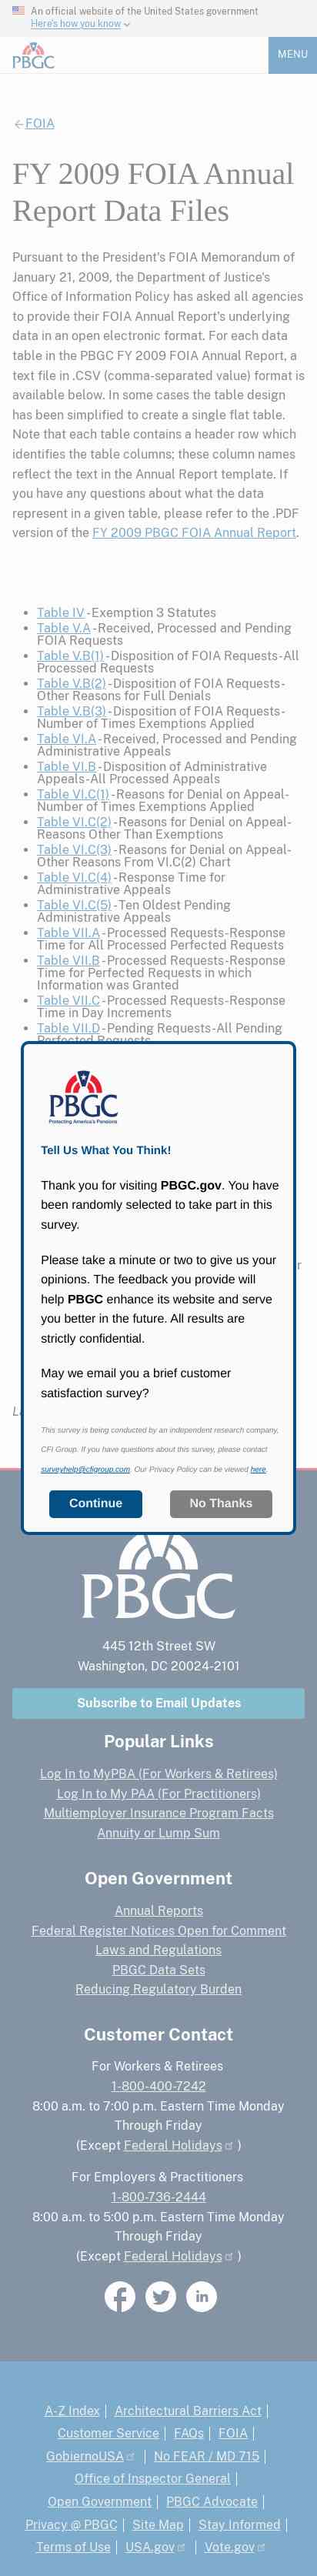 An official website of the United States government
Here's how you know
PBGC
MENU
FOIA
FY 2009 FOIA Annual
Report Data Files
Pursuant to the President's FOIA Memorandum of
January 21, 2009, the Department of Justice's
Office of Information Policy has asked all agencies
to provide their FOIA Annual Report's underlying
data in an open electronic format. For each data
table in the PBGC FY 2009 FOIA Annual Report, a
text file in .CSV (comma-separated value) format is
available below. In some cases the table design
has been simplified to create a single flat table.
Note that each table contains a header row which
identifies the table columns; these column names
reflect the text in the Annual Report template. If
you have any questions about what the data
represent in a given table, please refer to the .PDF
version of the FY 2009 PBGC FOIA Annual Report.
Table IV - Exemption 3 Statutes
Table V.A - Received, Processed and Pending
FOIA Requests
Table V.B(1) - Disposition of FOIA Requests - All
Processed Requests
Table V.B(2) - Disposition of FOIA Requests -
Other Reasons for Full Denials
Table V.B(3) - Disposition of FOIA Requests -
Number of Times Exemptions Applied
Table VI.A - Received, Processed and Pending
Administrative Appeals
Table VI.B - Disposition of Administrative
Appeals - All Processed Appeals
Table VI.C(1) - Reasons for Denial on Appeal -
Number of Times Exemptions Applied
Table VI.C(2) - Reasons for Denial on Appeal -
Reasons Other Than Exemptions
Table VI.C(3) - Reasons for Denial on Appeal -
Other Reasons From VI.C(2) Chart
Table VI.C(4) - Response Time for
Administrative Appeals
Table VI.C(5) - Ten Oldest Pending
Administrative Appeals
Table VII.A - Processed Requests - Response
Time for All Processed Perfected Requests
Table VII.B - Processed Requests - Response
Time for Perfected Requests in which
Information was Granted
Table VII.C - Processed Requests - Response
Time in Day Increments
Table VII.D - Pending Requests - All Pending
Perfected Requests
PBGC
Protecting America's Pensions
Tell Us What You Think!
Thank you for visiting PBGC.gov. You have
been randomly selected to take part in this
survey.
Please take a minute or two to give us your
opinions. The feedback you provide will
help PBGC enhance its website and serve
you better in the future. All results are
strictly confidential.
May we email you a brief customer
satisfaction survey?
This survey is being conducted by an independent research company,
CFI Group. If you have questions about this survey, please contact
surveyhelp@cfigroup.com. Our Privacy Policy can be viewed here.
Continue
No Thanks
PBGC
445 12th Street SW
Washington, DC 20024-2101
Subscribe to Email Updates
Popular Links
Log In to MyPBA (For Workers & Retirees)
Log In to My PAA (For Practitioners)
Multiemployer Insurance Program Facts
Annuity or Lump Sum
Open Government
Annual Reports
Federal Register Notices Open for Comment
Laws and Regulations
PBGC Data Sets
Reducing Regulatory Burden
Customer Contact
For Workers & Retirees
1-800-400-7242
8:00 a.m. to 7:00 p.m. Eastern Time Monday
Through Friday
(Except Federal Holidays )
For Employers & Practitioners
1-800-736-2444
8:00 a.m. to 5:00 p.m. Eastern Time Monday
Through Friday
(Except Federal Holidays )
in
A-Z Index | Architectural Barriers Act |
Customer Service | FAQs | FOIA |
GobiernoUSA | No FEAR / MD 715 |
Office of Inspector General |
Open Government | PBGC Advocate |
Privacy @ PBGC | Site Map | Stay Informed |
Terms of Use | USA.gov | Vote.gov